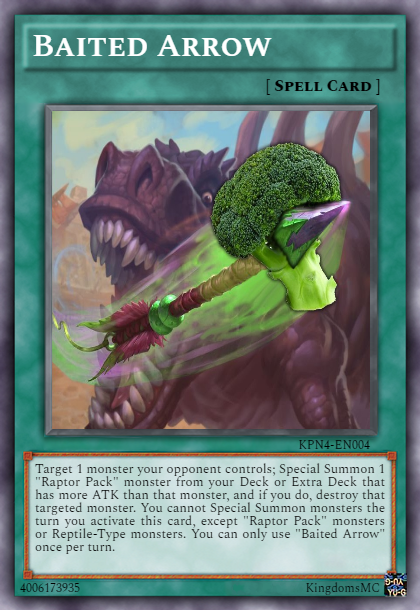 Baited Arrow
[ Spell Card ]
KPN4-EN004
Target 1 monster your opponent controls; Special Summon 1
"Raptor Pack" monster from your Deck or Extra Deck that
has more ATK than that monster, and if you do, destroy that
targeted monster. You cannot Special Summon monsters the
turn you activate this card, except "Raptor Pack" monsters
or Reptile-Type monsters. You can only use "Baited Arrow"
once per turn.
4006173935
KingdomsMC